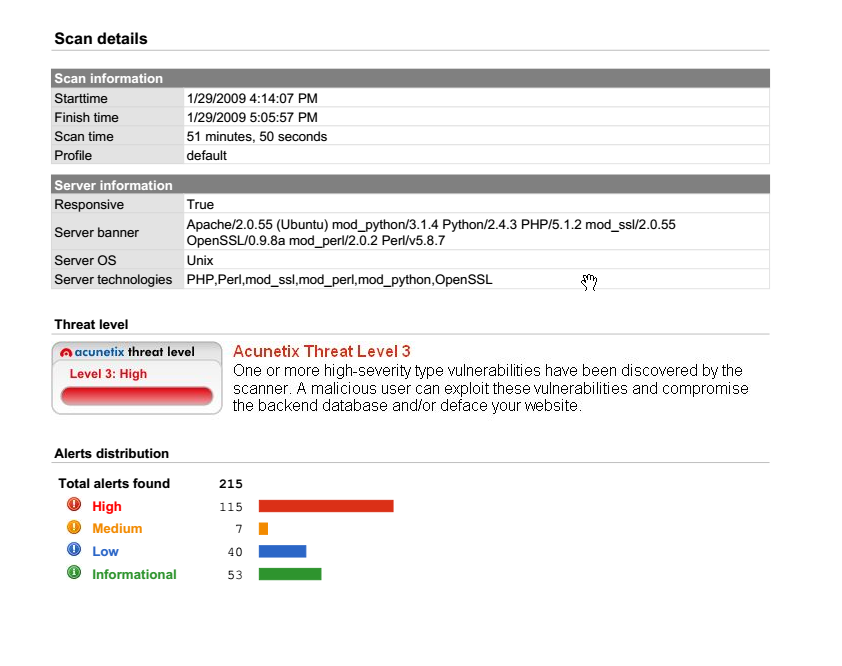 Scan details
Scan information
Starttime 1/29/2009 4:14:07 PM
Finish time 1/29/2009 5:05:57 PM
Scan time 51 minutes, 50 seconds
Profile default
Server information
Responsive True
Server banner Apache/2.0.55 (Ubuntu) mod_python/3.1.4 Python/2.4.3 PHP/5.1.2 mod_ssl/2.0.55
OpenSSL/0.9.8a mod_perl/2.0.2 Perl/v5.8.7
Server OS Unix
Server technologies PHP,Perl,mod_ssl,mod_perl,mod_python,OpenSSL
Threat level
acunetix threat level
Level 3: High
Acunetix Threat Level 3
One or more high-severity type vulnerabilities have been discovered by the
scanner. A malicious user can exploit these vulnerabilities and compromise
the backend database and/or deface your website.
Alerts distribution
Total alerts found 215
High 115
Medium 7
Low 40
Informational 53